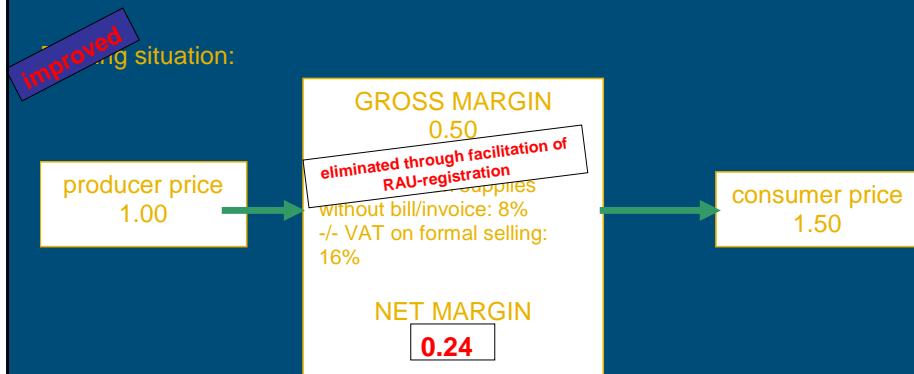 improved
situation:
GROSS MARGIN
0.50
eliminated through facilitation of
RAU-registration
supplies
without bill/invoice: 8%
-/- VAT on formal selling:
16%
NET MARGIN
0.24
producer price
1.00
consumer price
1.50